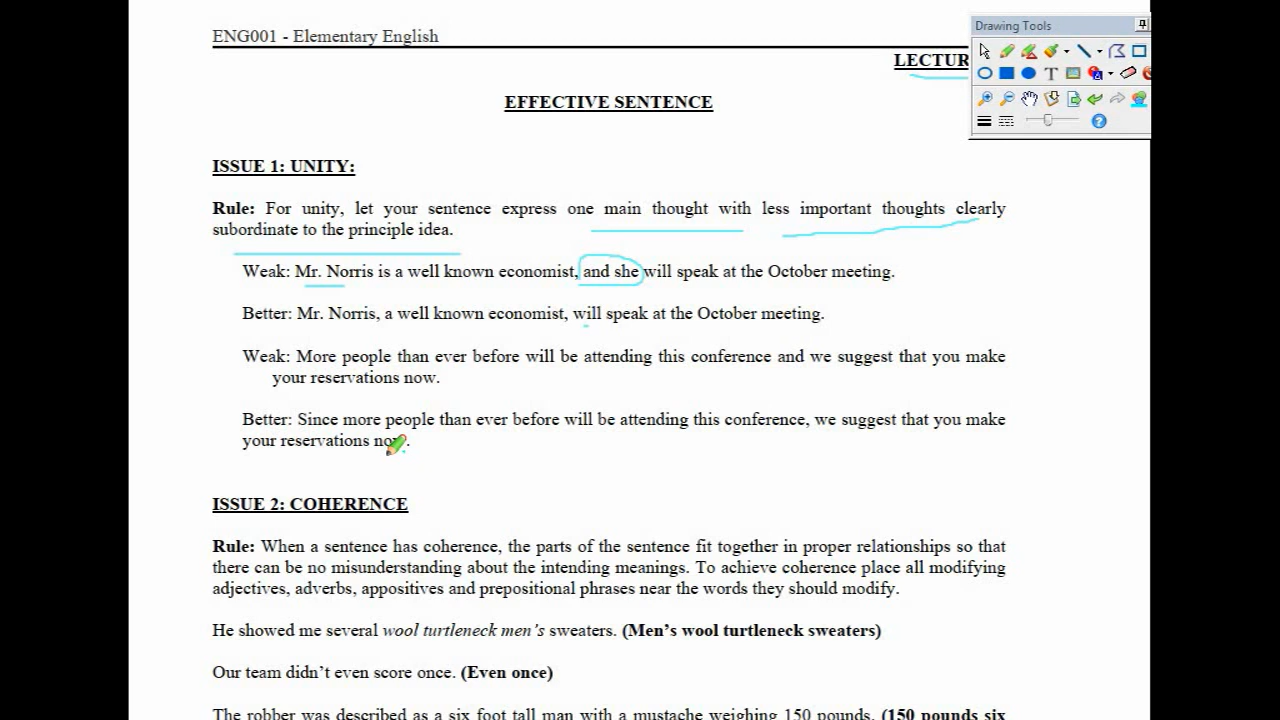 ENG001 - Elementary English
Drawing Tools
LECTUR
EFFECTIVE SENTENCE
ISSUE 1: UNITY:
Rule: For unity, let your sentence express one main thought with less important thoughts clearly
subordinate to the principle idea.
Weak: Mr. Norris is a well known economist, and she will speak at the October meeting.
Better: Mr. Norris, a well known economist, will speak at the October meeting.
Weak: More people than ever before will be attending this conference and we suggest that you make
your reservations now.
Better: Since more people than ever before will be attending this conference, we suggest that you make
your reservations now.
ISSUE 2: COHERENCE
Rule: When a sentence has coherence, the parts of the sentence fit together in proper relationships so that
there can be no misunderstanding about the intending meanings. To achieve coherence place all modifying
adjectives, adverbs, appositives and prepositional phrases near the words they should modify.
He showed me several wool turtleneck men's sweaters. (Men's wool turtleneck sweaters)
Our team didn't even score once. (Even once)
The robber was described as a six foot tall man with a mustache weighing 150 pounds. (150 pounds six